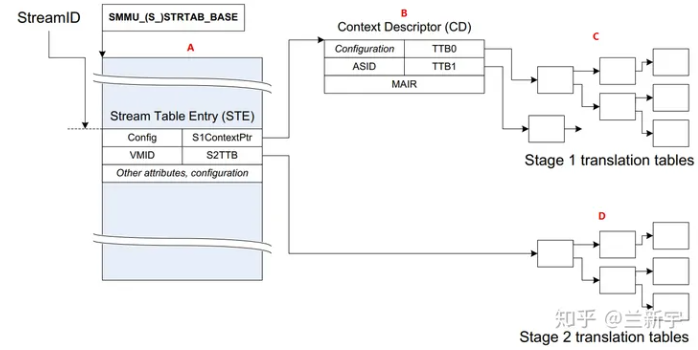 StreamID
SMMU_(S_)STRTAB_BASE
A
Stream Table Entry (STE)
Config
S1ContextPtr
VMID
S2TTB
Other attributes, configuration
B
Context Descriptor (CD)
Configuration
TTB0
ASID
TTB1
MAIR
C
Stage 1 translation tables
D
知乎 @兰新宇
Stage 2 translation tables